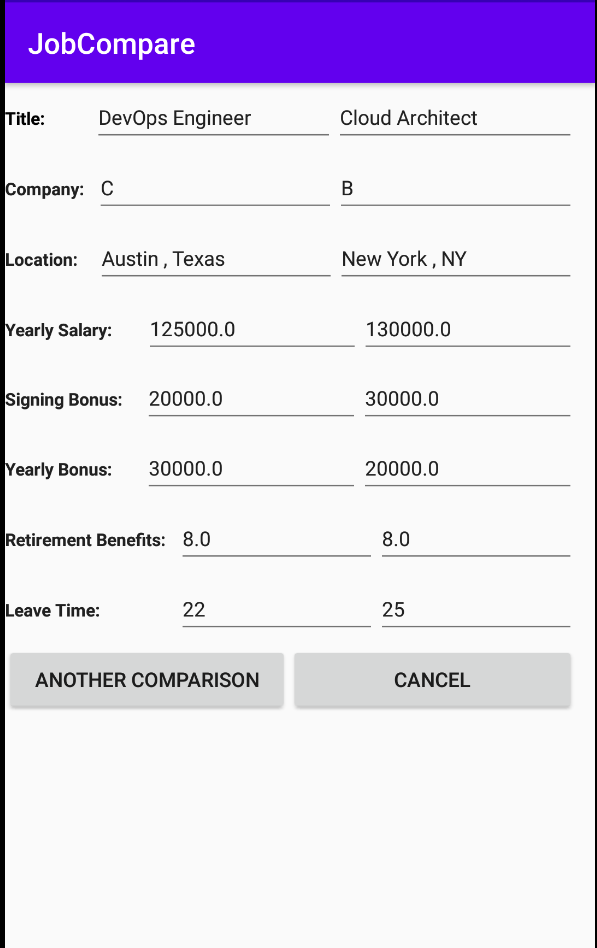 JobCompare
Title: DevOps Engineer Cloud Architect
Company: C B
Location: Austin , Texas New York , NY
Yearly Salary: 125000.0 130000.0
Signing Bonus: 20000.0 30000.0
Yearly Bonus: 30000.0 20000.0
Retirement Benefits: 8.0 8.0
Leave Time: 22 25
ANOTHER COMPARISON CANCEL